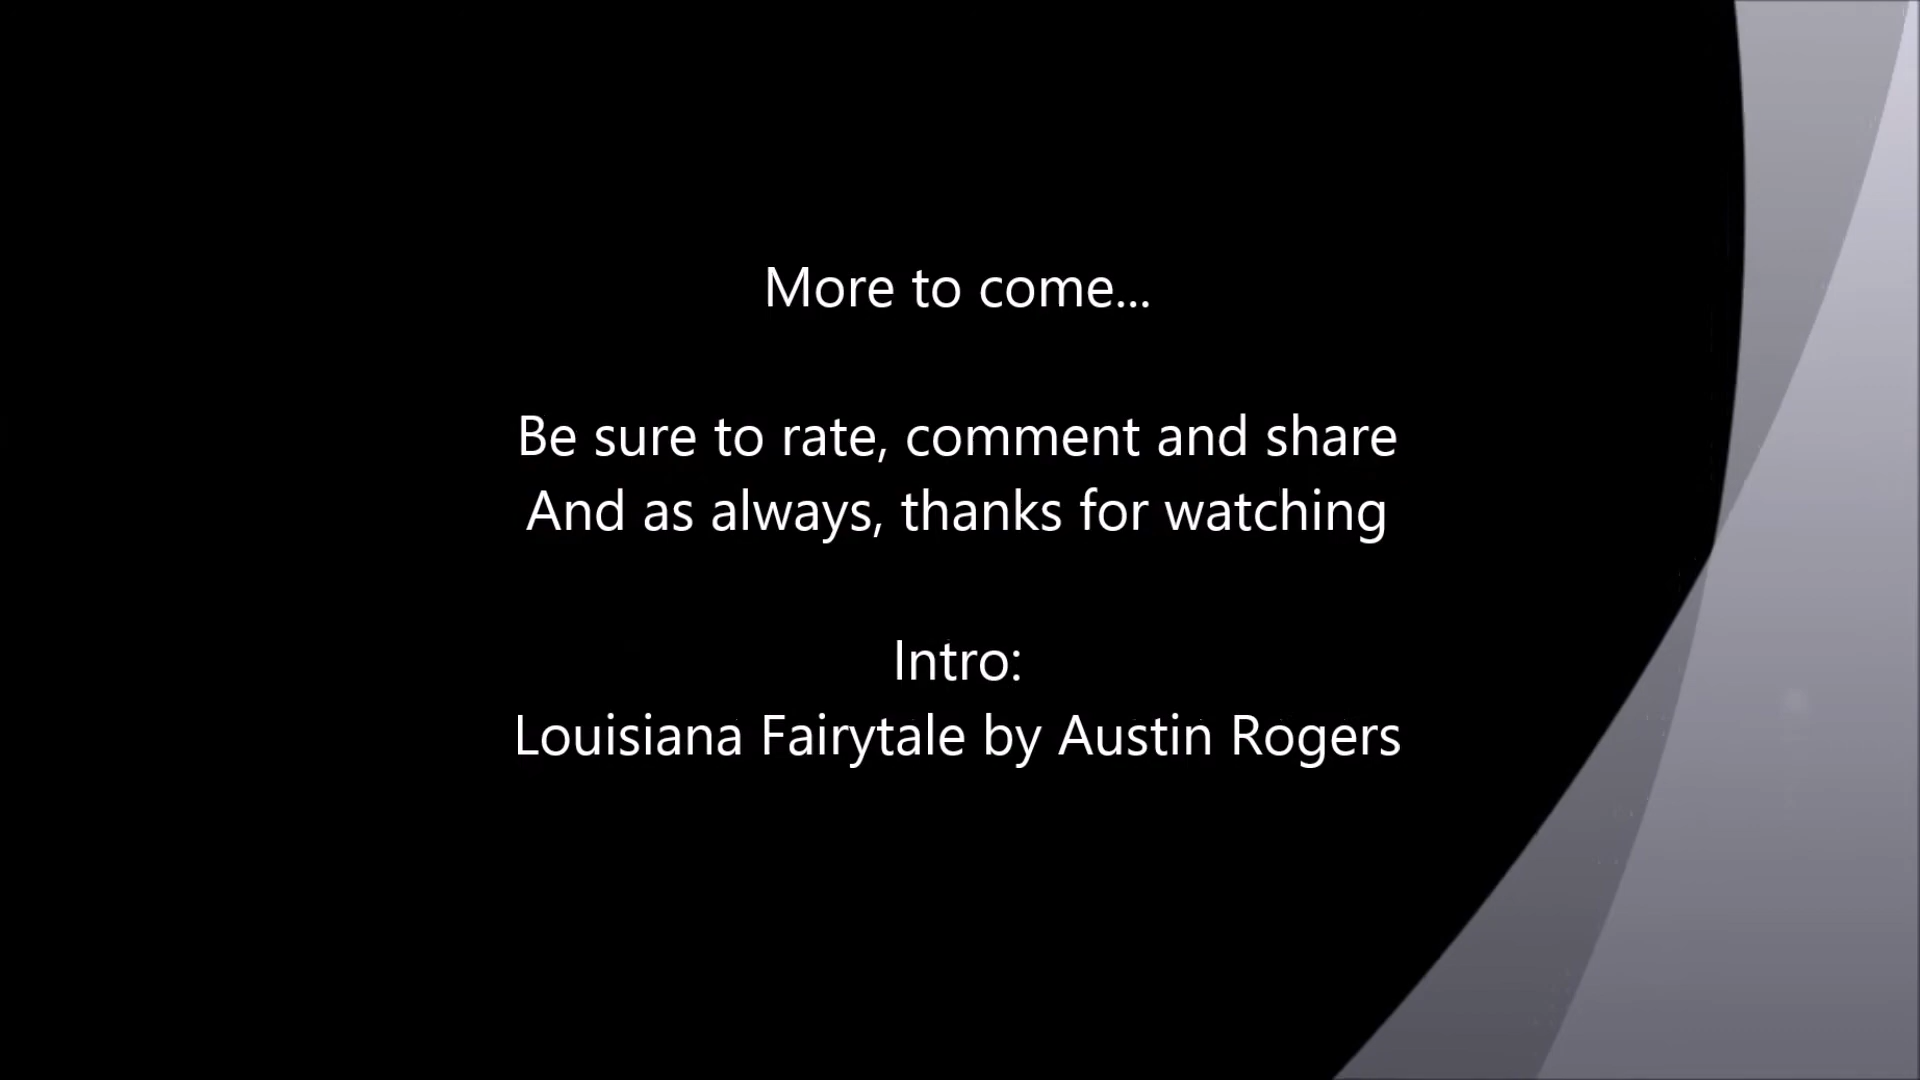 More to come...
Be sure to rate, comment and share
And as always, thanks for watching
Intro:
Louisiana Fairytale by Austin Rogers